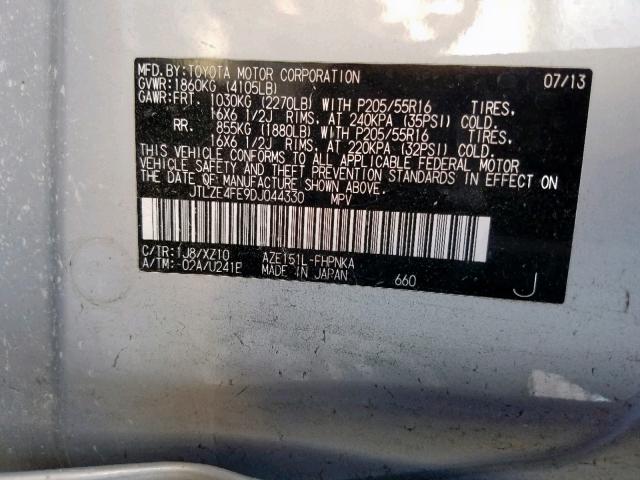 MFD.BY:TOYOTA MOTOR CORPORATION 07/13
GVWR:1860KG (4105LB)
GAWR:FRT. 1030KG (2270LB) WITH P205/55R16 TIRES,
16X6 1/2J RIMS, AT 240KPA (35PSI) COLD.
RR. 855KG (1880LB) WITH P205/55R16 TIRES,
16X6 1/2J RIMS, AT 220KPA (32PSI) COLD.
THIS VEHICLE CONFORMS TO ALL APPLICABLE FEDERAL MOTOR
VEHICLE SAFETY AND THEFT PREVENTION STANDARDS IN EFFECT ON
THE DATE OF MANUFACTURE SHOWN ABOVE.
JTLZE4FE9DJ044330 MPV
C/TR:1J8/XZ10 AZE151L-FHPNKA
A/TM:-02A/U241E MADE IN JAPAN 660 J